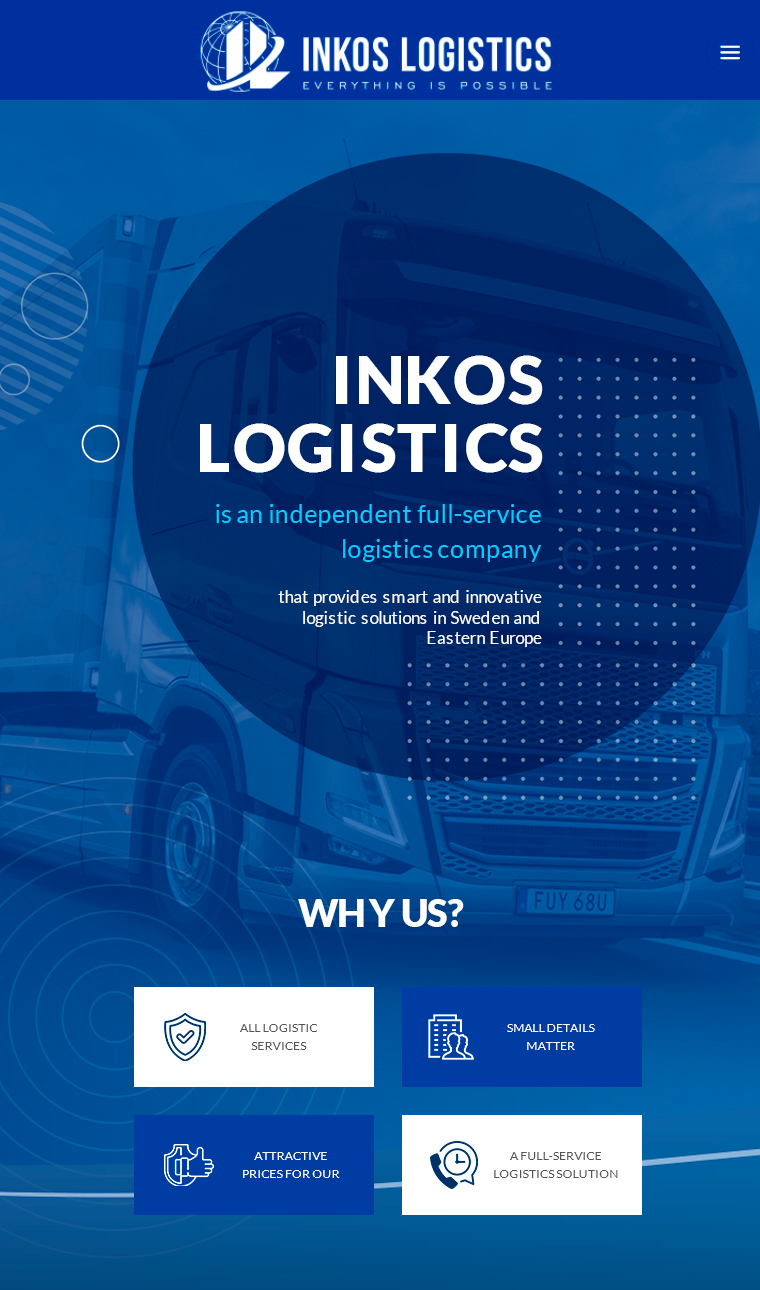 INKOS LOGISTICS
EVERYTHING IS POSSIBLE
INKOS
LOGISTICS
is an independent full-service
logistics company
that provides smart and innovative
logistic solutions in Sweden and
Eastern Europe
FUY 68U
WHY US?
ALL LOGISTIC
SERVICES
SMALL DETAILS
MATTER
ATTRACTIVE
PRICES FOR OUR
A FULL-SERVICE
LOGISTICS SOLUTION